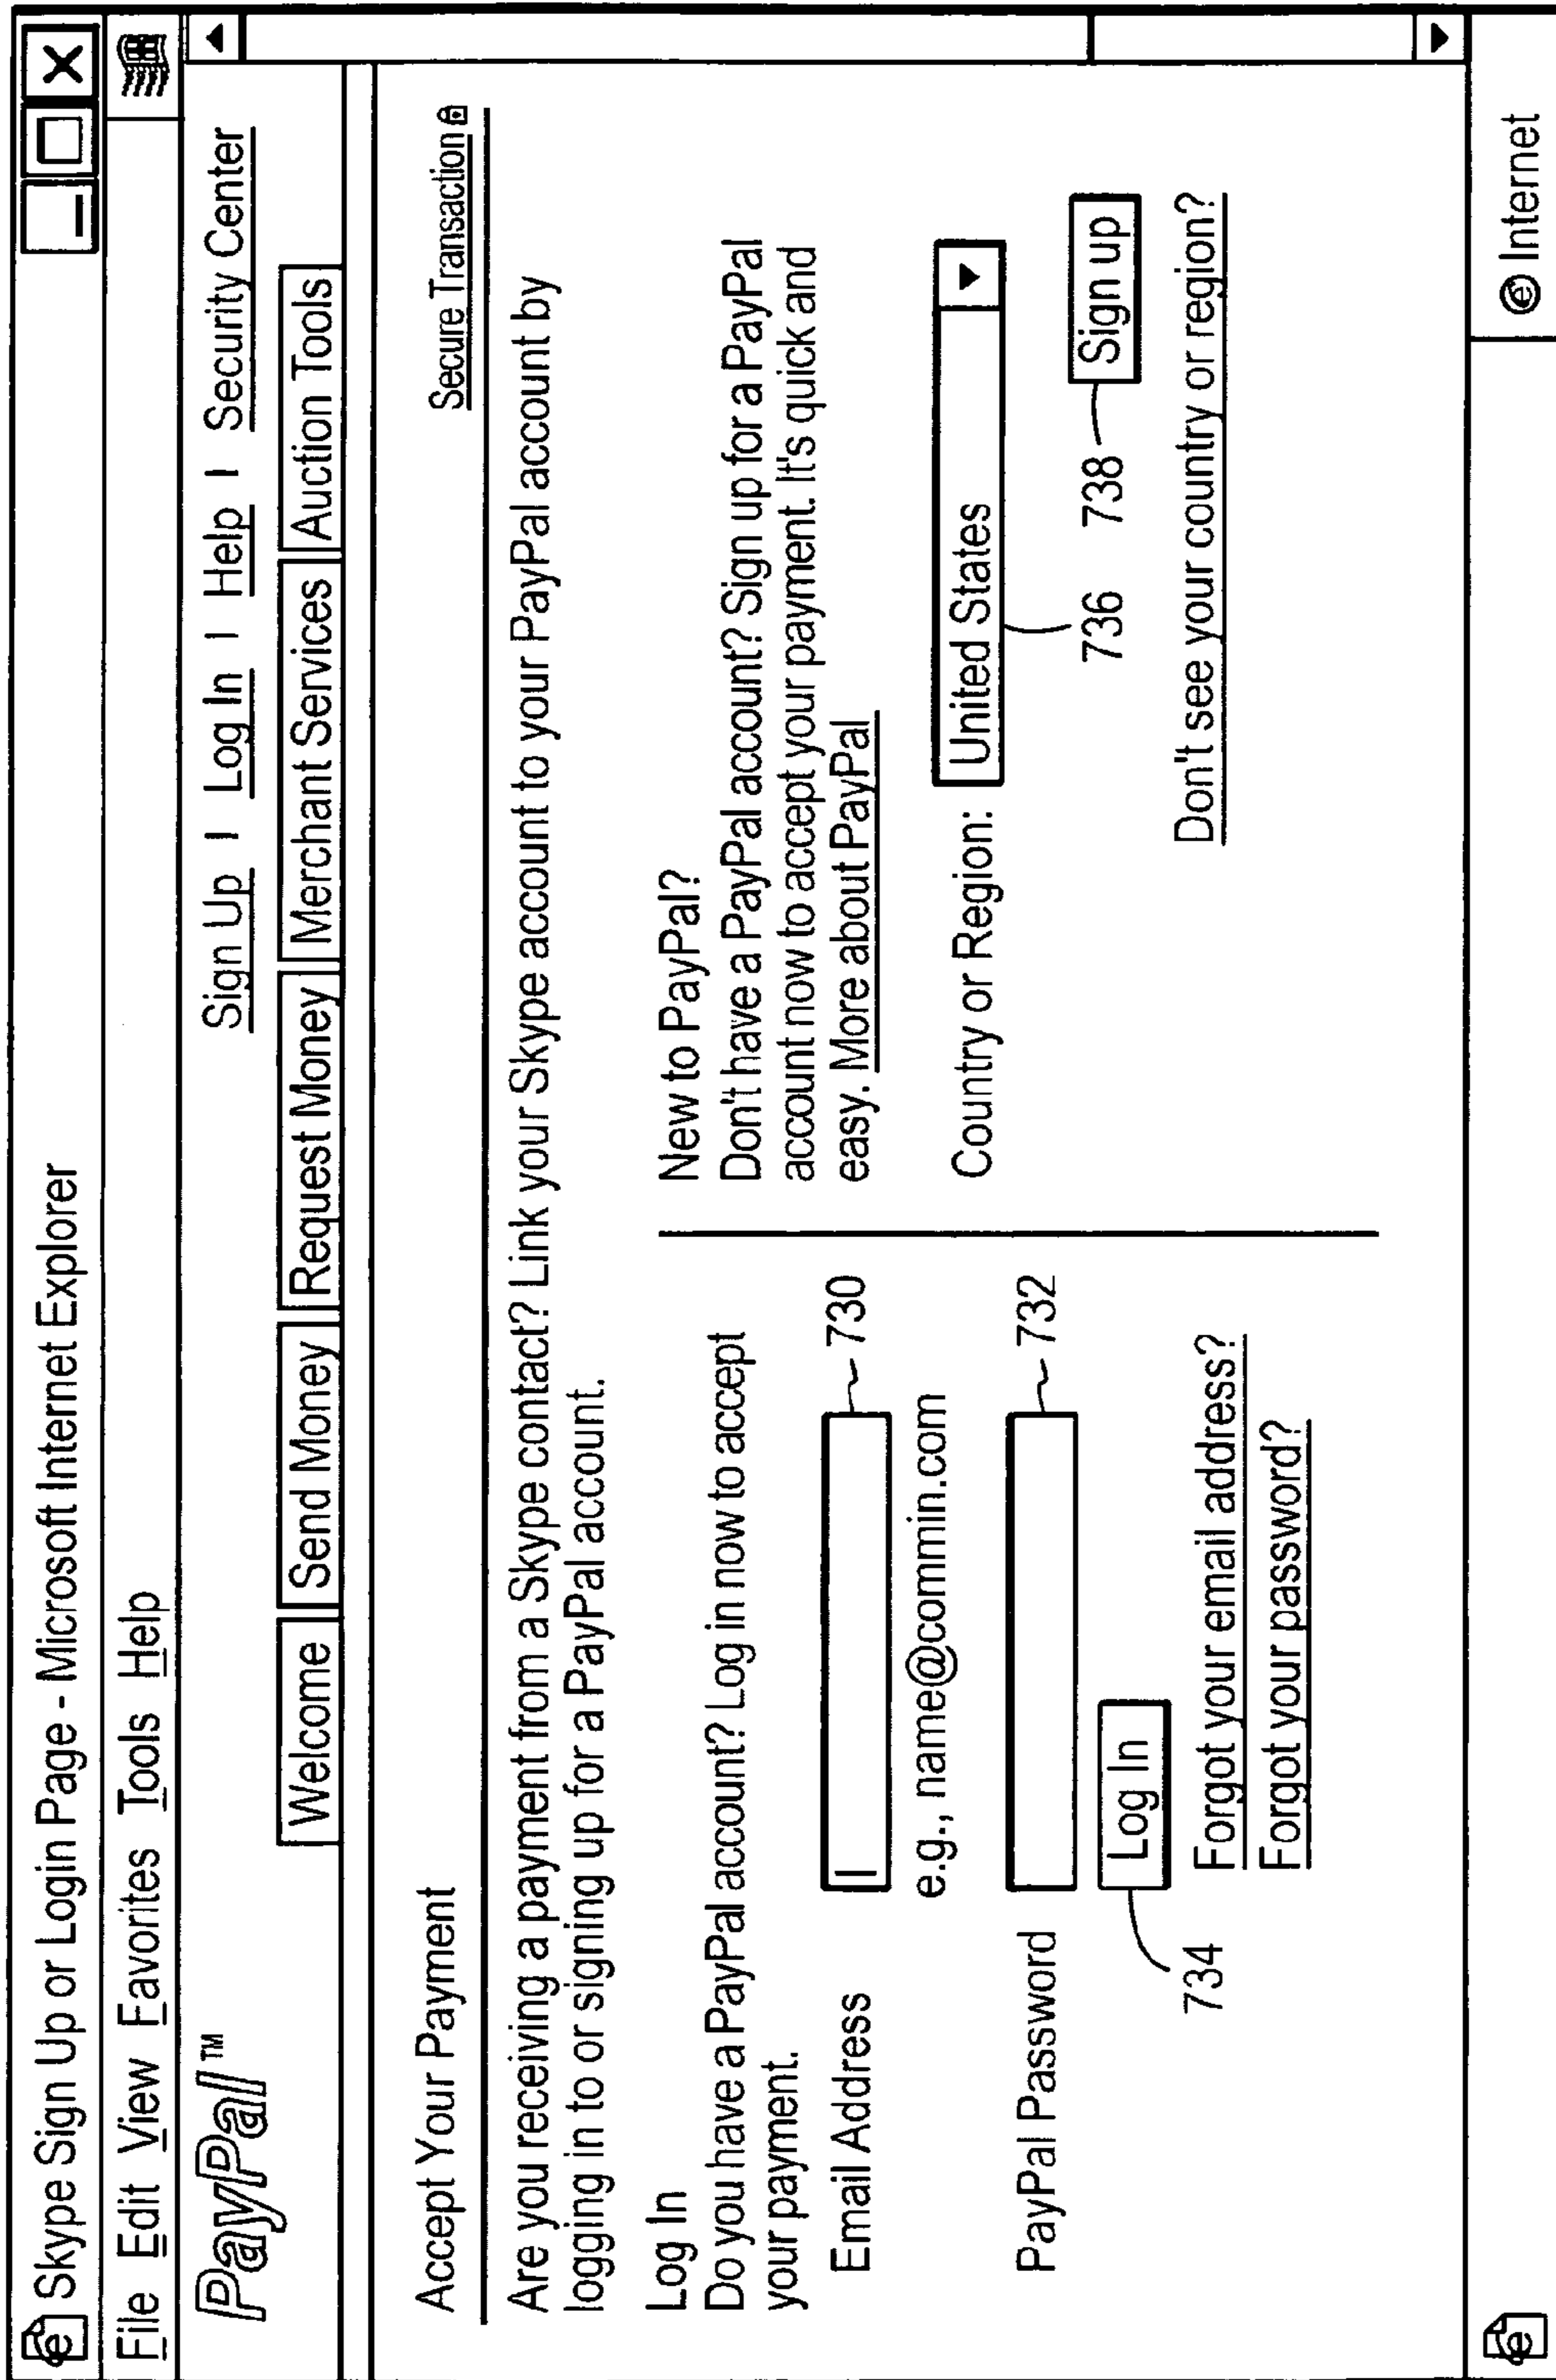 Skype Sign Up or Login Page - Microsoft Internet Explorer
File Edit View Favorites Tools Help
PayPal™
Sign Up | Log In | Help | Security Center
Welcome Send Money Request Money Merchant Services Auction Tools
Accept Your Payment
Secure Transaction
Are you receiving a payment from a Skype contact? Link your Skype account to your PayPal account by
logging in to or signing up for a PayPal account.
Log In
Do you have a PayPal account? Log in now to accept
your payment.
Email Address
730
e.g., name@commin.com
PayPal Password
732
Log In
734
Forgot your email address?
Forgot your password?
New to PayPal?
Don't have a PayPal account? Sign up for a PayPal
account now to accept your payment. It's quick and
easy. More about PayPal
Country or Region: United States
736
738
Sign up
Don't see your country or region?
Internet